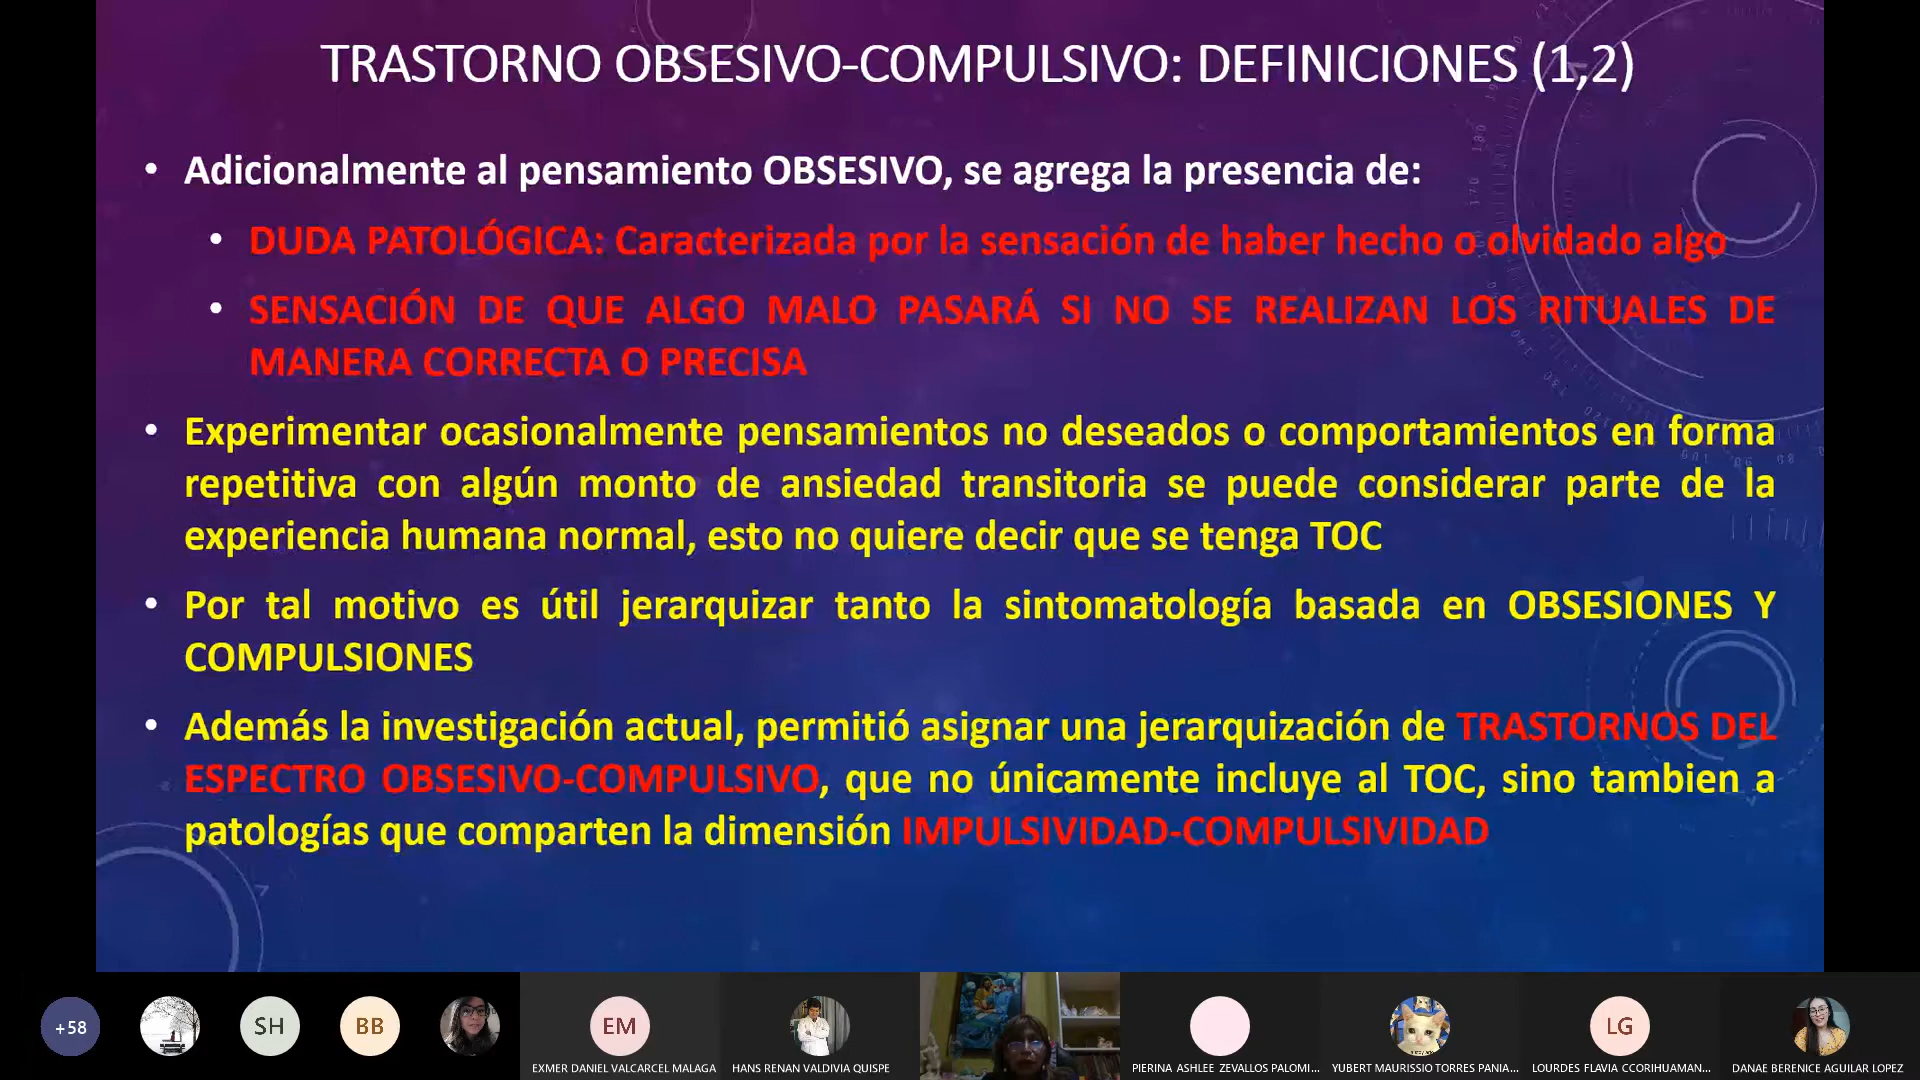 TRASTORNO OBSESIVO-COMPULSIVO: DEFINICIONES (1,2)
• Adicionalmente al pensamiento OBSESIVO, se agrega la presencia de:
• DUDA PATOLÓGICA: Caracterizada por la sensación de haber hecho o olvidado algo
• SENSACIÓN DE QUE ALGO MALO PASARÁ SI NO SE REALIZAN LOS RITUALES DE
MANERA CORRECTA O PRECISA
• Experimentar ocasionalmente pensamientos no deseados o comportamientos en forma
repetitiva con algún monto de ansiedad transitoria se puede considerar parte de la
experiencia humana normal, esto no quiere decir que se tenga TOC
• Por tal motivo es útil jerarquizar tanto la sintomatología basada en OBSESIONES Y
COMPULSIONES
• Además la investigación actual, permitió asignar una jerarquización de TRASTORNOS DEL
ESPECTRO OBSESIVO-COMPULSIVO, que no únicamente incluye al TOC, sino tambien a
patologías que comparten la dimensión IMPULSIVIDAD-COMPULSIVIDAD
+58
SH
BB
EM
LG
EXMER DANIEL VALCARCEL MALAGA
HANS RENAN VALDIVIA QUISPE
PIERINA ASHLEE ZEVALLOS PALOMI...
YUBERT MAURISSIO TORRES PANIA...
LOURDES FLAVIA CCORIHUAMAN...
DANAE BERENICE AGUILAR LOPEZ